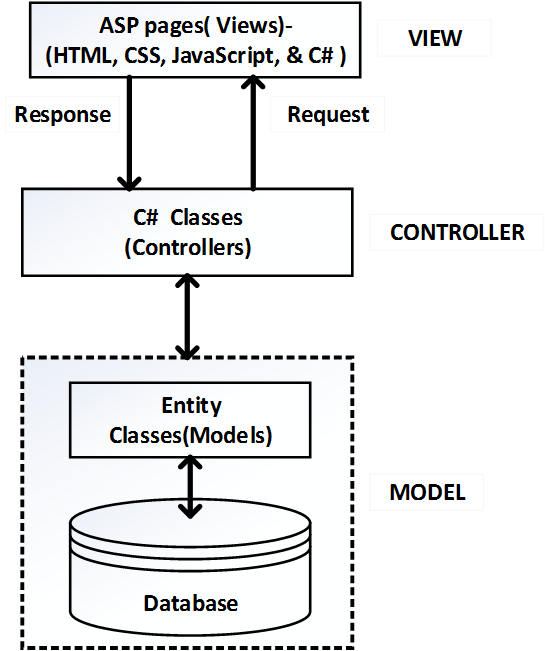 ASP pages( Views)-
(HTML, CSS, JavaScript, & C# )
VIEW
Response
Request
C#  Classes
(Controllers)
CONTROLLER
Entity
Classes(Models)
MODEL
Database